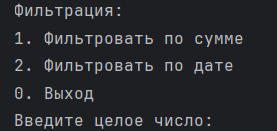 Фильтрация:
1. Фильтровать по сумме
2. Фильтровать по дате
0. Выход
Введите целое число: